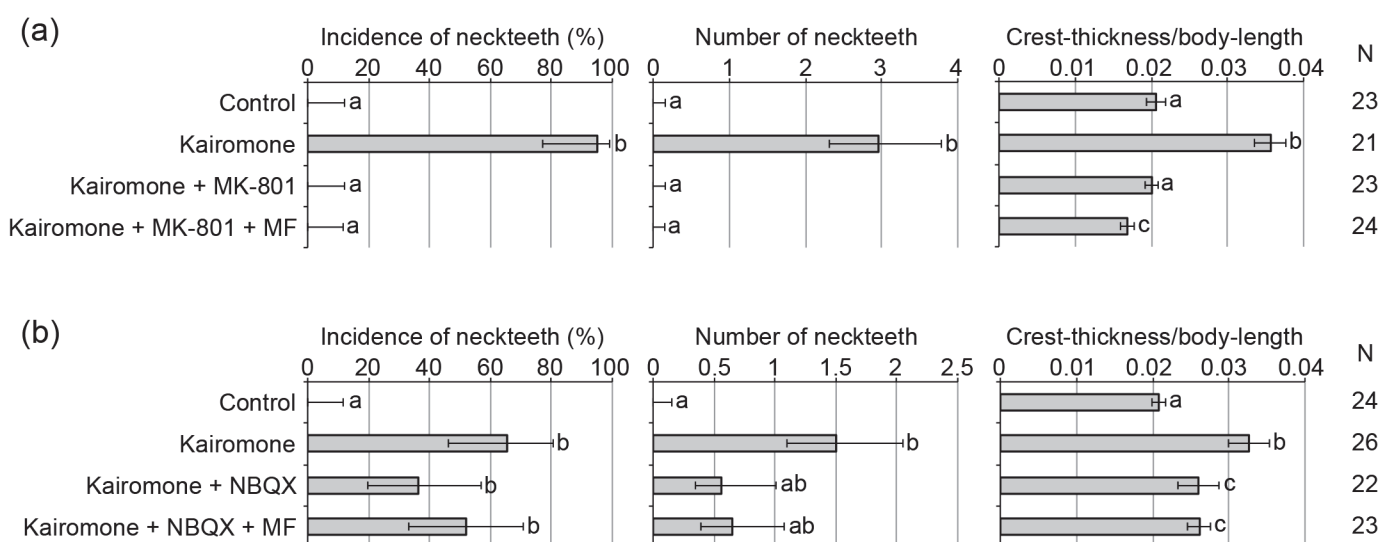 (a)
Incidence of neckteeth (%)
Number of neckteeth
Crest-thickness/body-length
N
0 20 40 60 80 100
0 1 2 3 4
0 0.01 0.02 0.03 0.04
Control a a a 23
Kairomone b b b 21
Kairomone + MK-801 a a a 23
Kairomone + MK-801 + MF a a c 24
(b)
Incidence of neckteeth (%)
Number of neckteeth
Crest-thickness/body-length
N
0 20 40 60 80 100
0 0.5 1 1.5 2 2.5
0 0.01 0.02 0.03 0.04
Control a a a 24
Kairomone b b b 26
Kairomone + NBQX b ab c 22
Kairomone + NBQX + MF b ab c 23